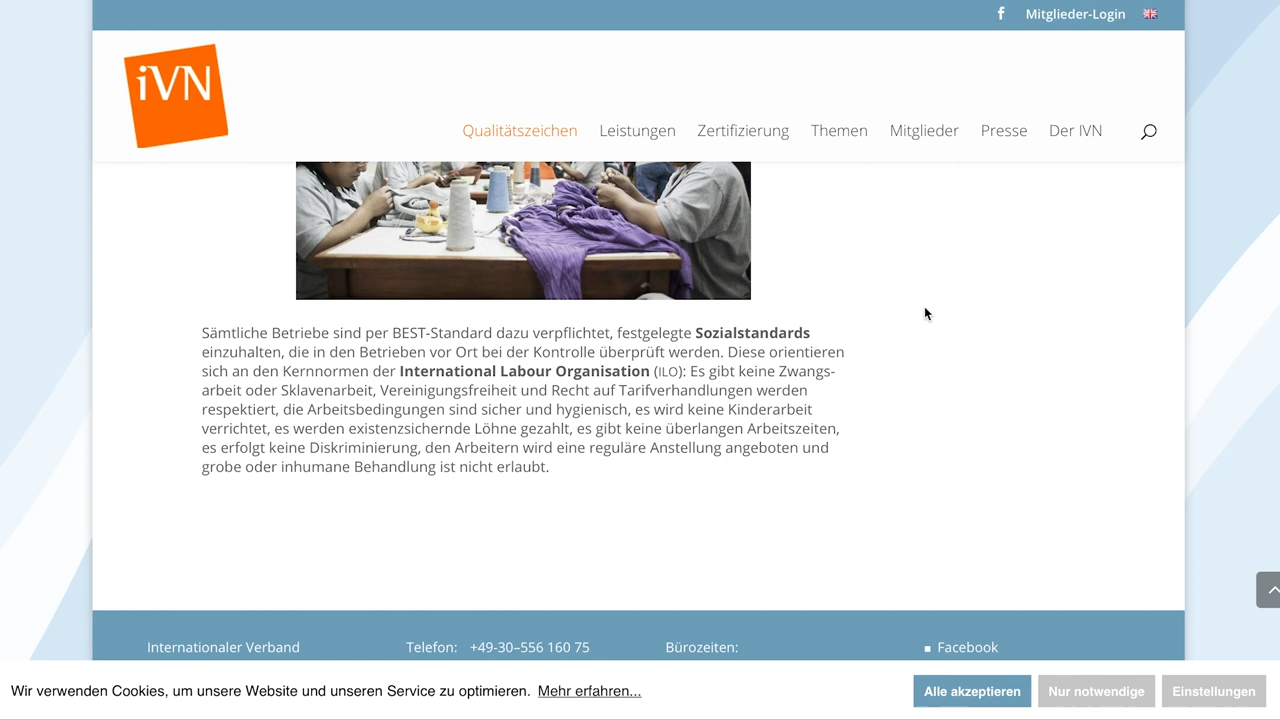 Mitglieder-Login
iVN
Qualitätszeichen Leistungen Zertifizierung Themen Mitglieder Presse Der IVN
Sämtliche Betriebe sind per BEST-Standard dazu verpflichtet, festgelegte Sozialstandards
einzuhalten, die in den Betrieben vor Ort bei der Kontrolle überprüft werden. Diese orientieren
sich an den Kernnormen der International Labour Organisation (ILO): Es gibt keine Zwangs-
arbeit oder Sklavenarbeit, Vereinigungsfreiheit und Recht auf Tarifverhandlungen werden
respektiert, die Arbeitsbedingungen sind sicher und hygienisch, es wird keine Kinderarbeit
verrichtet, es werden existenzsichernde Löhne gezahlt, es gibt keine überlangen Arbeitszeiten,
es erfolgt keine Diskriminierung, den Arbeitern wird eine reguläre Anstellung angeboten und
grobe oder inhumane Behandlung ist nicht erlaubt.
Internationaler Verband Telefon: +49-30–556 160 75 Bürozeiten: Facebook
Wir verwenden Cookies, um unsere Website und unseren Service zu optimieren. Mehr erfahren... Alle akzeptieren Nur notwendige Einstellungen